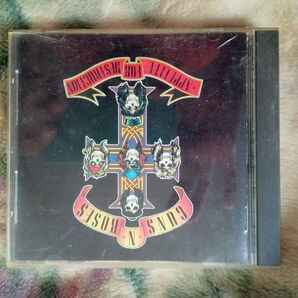 APPETITE FOR DESTRUCTION
GUNS N' ROSES